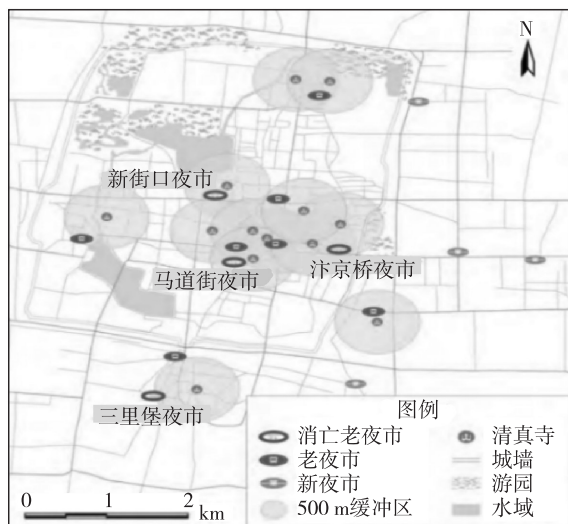 N
新街口夜市
马道街夜市
汴京桥夜市
三里堡夜市
图例
消亡老夜市
清真寺
老夜市
城墙
新夜市
游园
500 m缓冲区
水域
0 1 2
km